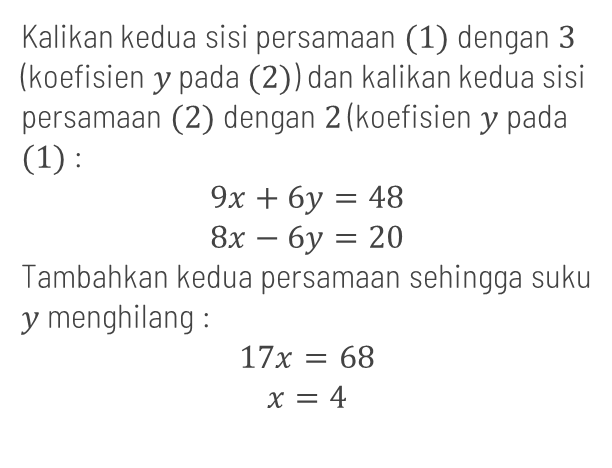 Kalikan kedua sisi persamaan (1) dengan 3
(koefisien y pada (2)) dan kalikan kedua sisi
persamaan (2) dengan 2 (koefisien y pada
(1) :
9x + 6y = 48
8x − 6y = 20
Tambahkan kedua persamaan sehingga suku
y menghilang :
17x = 68
x = 4